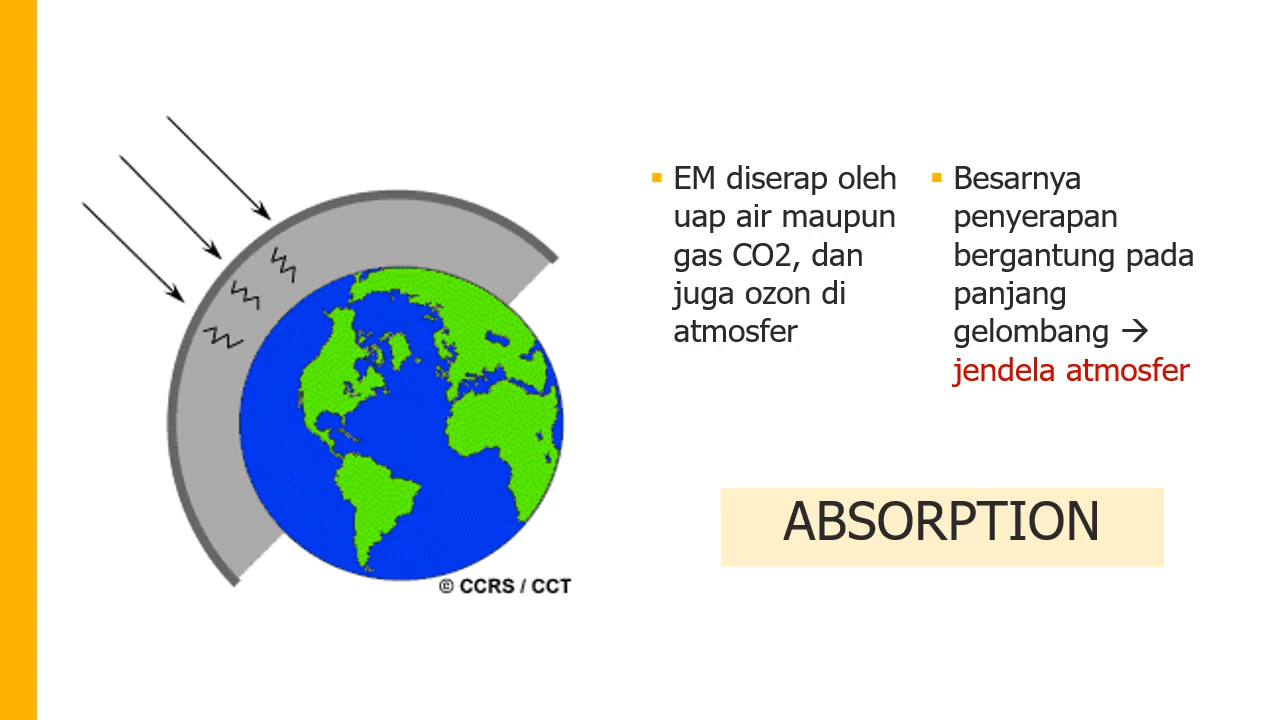 ▪ EM diserap oleh
uap air maupun
gas CO2, dan
juga ozon di
atmosfer
▪ Besarnya
penyerapan
bergantung pada
panjang
gelombang →
jendela atmosfer
ABSORPTION
© CCRS / CCT